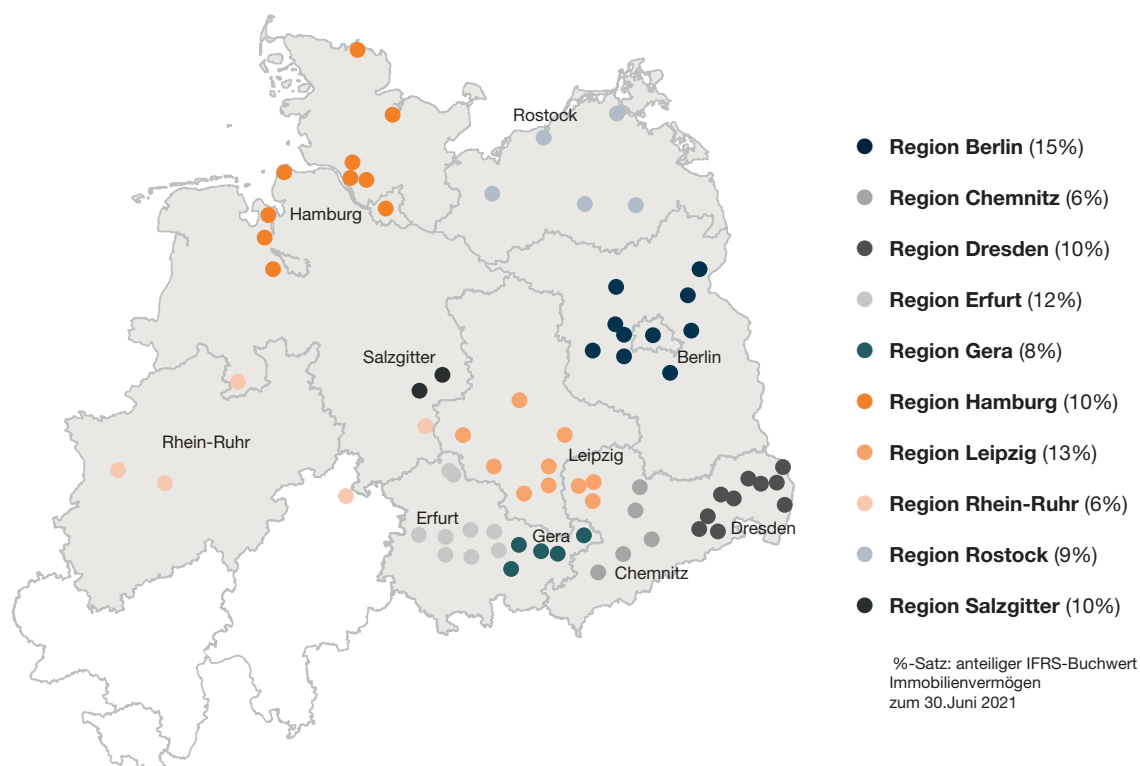 Rostock
Hamburg
Salzgitter
Berlin
Rhein-Ruhr
Leipzig
Erfurt
Gera
Dresden
Chemnitz
Region Berlin (15%)
Region Chemnitz (6%)
Region Dresden (10%)
Region Erfurt (12%)
Region Gera (8%)
Region Hamburg (10%)
Region Leipzig (13%)
Region Rhein-Ruhr (6%)
Region Rostock (9%)
Region Salzgitter (10%)
%-Satz: anteiliger IFRS-Buchwert
Immobilienvermögen
zum 30.Juni 2021